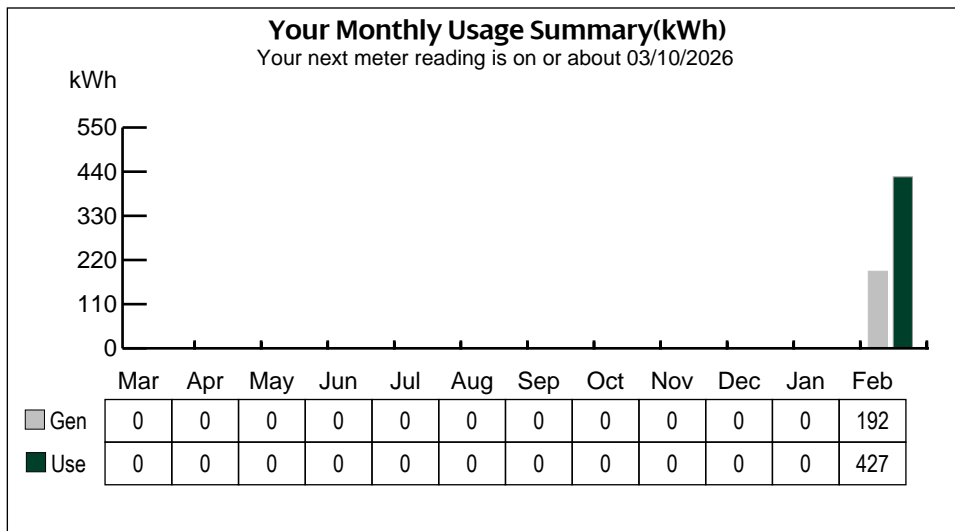 Your Monthly Usage Summary(kWh)
Your next meter reading is on or about 03/10/2026
kWh
550
440
330
220
110
0
Mar Apr May Jun Jul Aug Sep Oct Nov Dec Jan Feb
Gen 0 0 0 0 0 0 0 0 0 0 0 192
Use 0 0 0 0 0 0 0 0 0 0 0 427